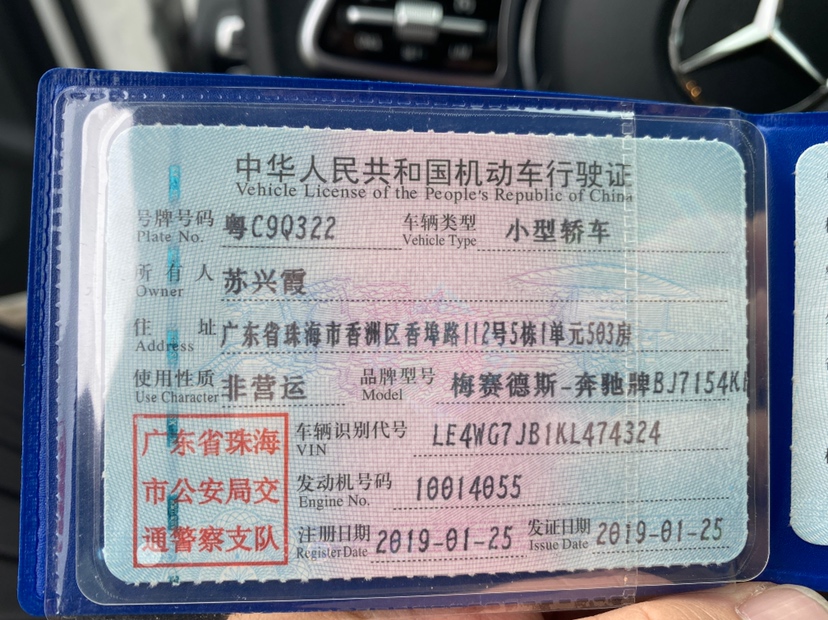 中华人民共和国机动车行驶证
Vehicle License of the People's Republic of China
号牌号码 粤C9Q322 车辆类型 小型轿车
Plate No. Vehicle Type
所有人 苏兴霞
Owner
住址 广东省珠海市香洲区香埠路112号5栋1单元503房
Address
使用性质 非营运 品牌型号 梅赛德斯-奔驰牌BJ7154K
Use Character Model
广东省珠海
市公安局交
通警察支队
车辆识别代号 LE4WG7JB1KL474324
VIN
发动机号码 10014055
Engine No.
注册日期 2019-01-25 发证日期 2019-01-25
Register Date Issue Date